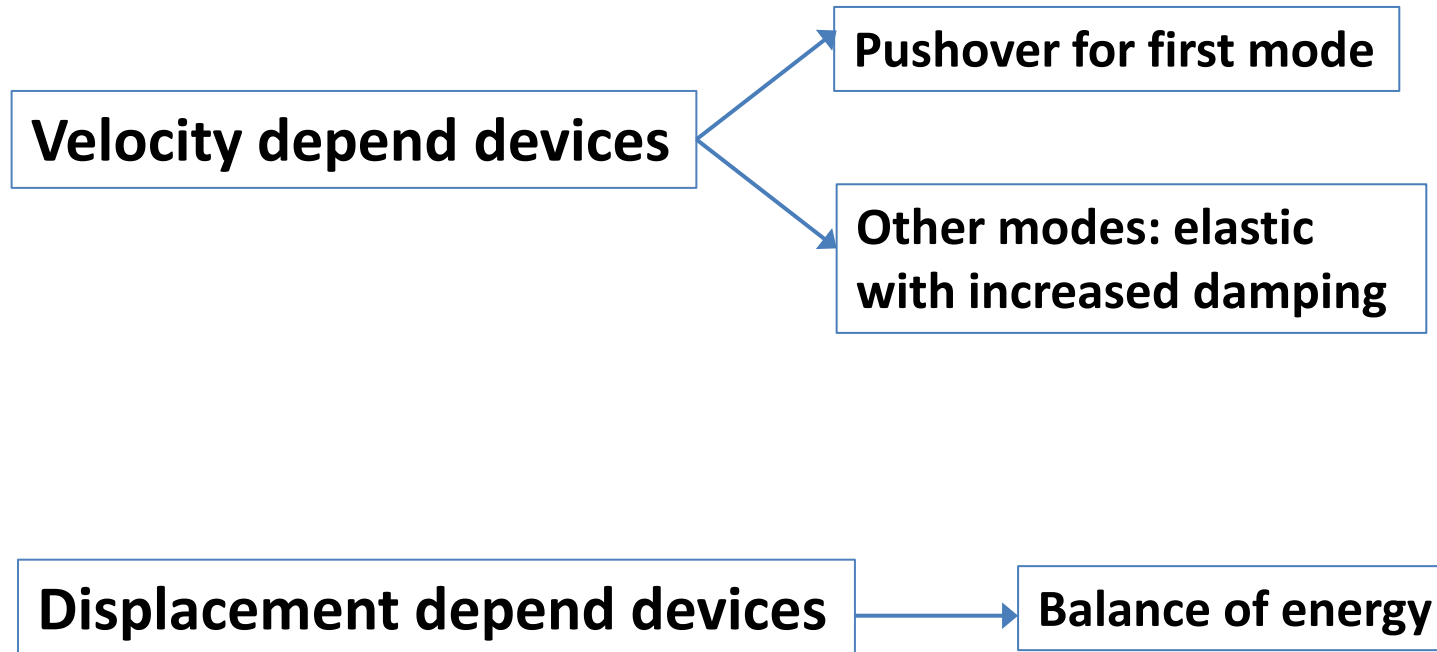 Pushover for first mode
Velocity depend devices
Other modes: elastic
with increased damping
Displacement depend devices
Balance of energy